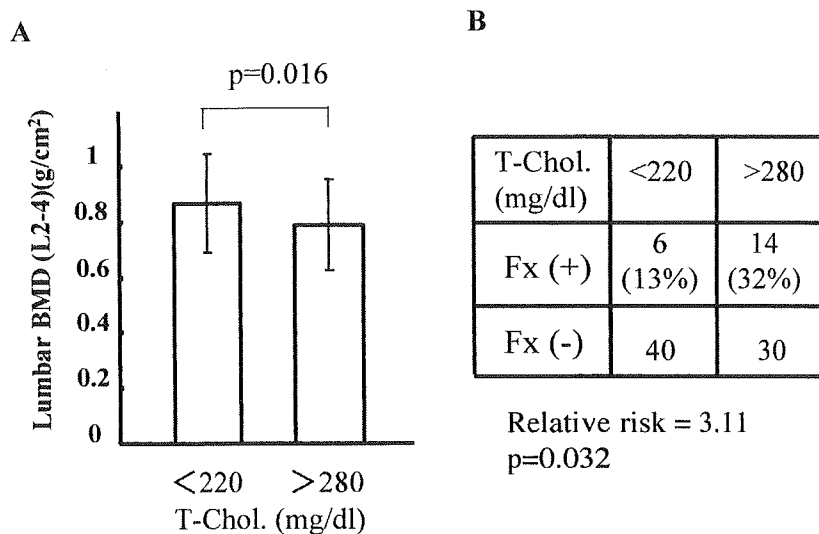 A
p=0.016
Lumbar BMD (L2-4)(g/cm²)
1
0.8
0.6
0.4
0.2
0
<220 >280
T-Chol. (mg/dl)
B
T-Chol. (mg/dl) <220 >280
Fx (+) 6 (13%) 14 (32%)
Fx (-) 40 30
Relative risk = 3.11
p=0.032